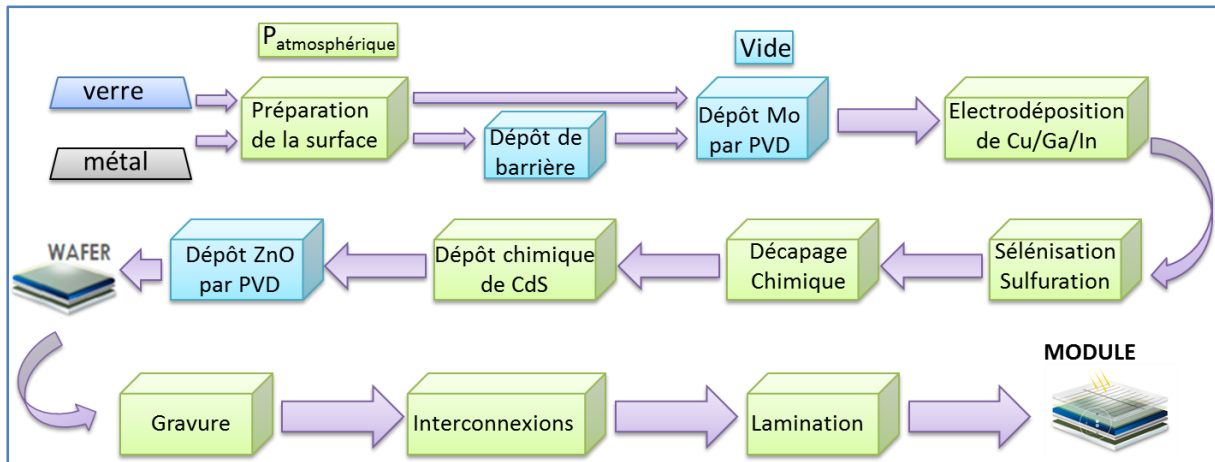 Patmosphérique
Vide
verre
métal
Préparation
de la surface
Dépôt de
barrière
Dépôt Mo
par PVD
Electrodéposition
de Cu/Ga/In
WAFER
Dépôt ZnO
par PVD
Dépôt chimique
de CdS
Décapage
Chimique
Sélénisation
Sulfuration
MODULE
Gravure
Interconnexions
Lamination